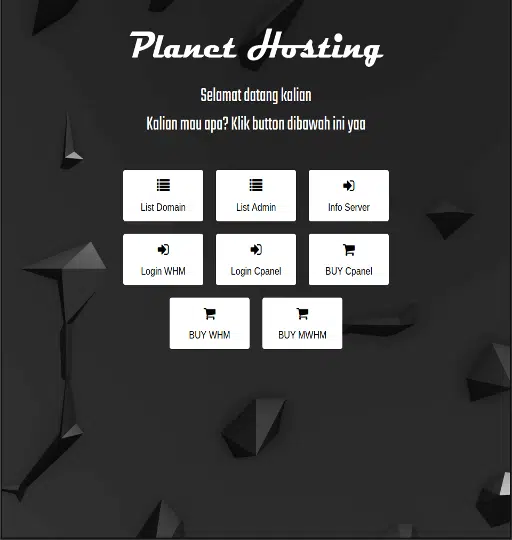 Planet Hosting
Selamat datang kalian
Kalian mau apa? Klik button dibawah ini yaa
List Domain
List Admin
Info Server
Login WHM
Login Cpanel
BUY Cpanel
BUY WHM
BUY MWHM